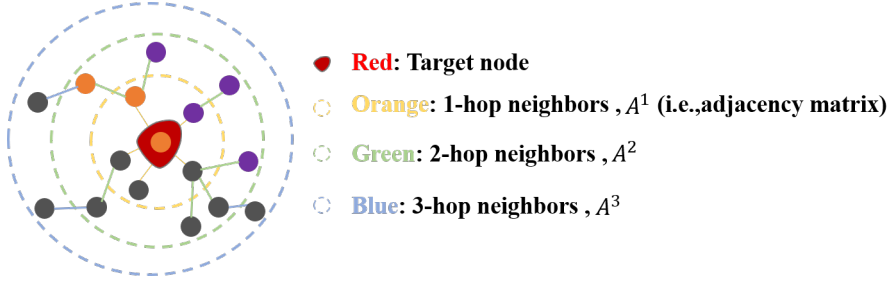 Red: Target node
Orange: 1-hop neighbors , A¹ (i.e.,adjacency matrix)
Green: 2-hop neighbors , A²
Blue: 3-hop neighbors , A³